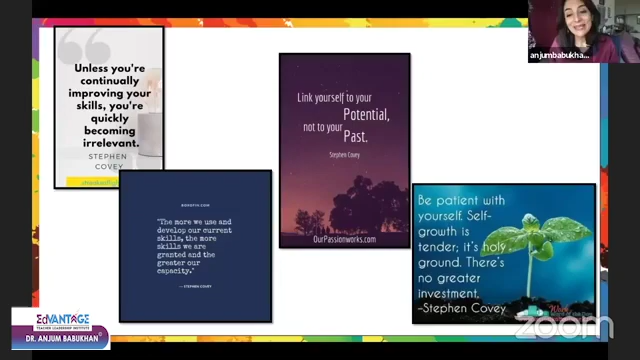 Unless you're
continually
improving your
skills, you're
quickly
becoming
irrelevant.
STEPHEN
COVEY
Link yourself to your
Potential,
not to your
Past.
Stephen Covey
OurPassionworks.com
"The more we use and
develop our current
skills, the more
skills we are
granted and the
greater our
capacity."
— STEPHEN COVEY
Be patient with
yourself. Self-
growth is
tender; it's holy
ground. There's
no greater
investment.
-Stephen Covey
anjumbabukha...
EDVANTAGE
TEACHER LEADERSHIP INSTITUTE
DR. ANJUM BABUKHAN
zoom